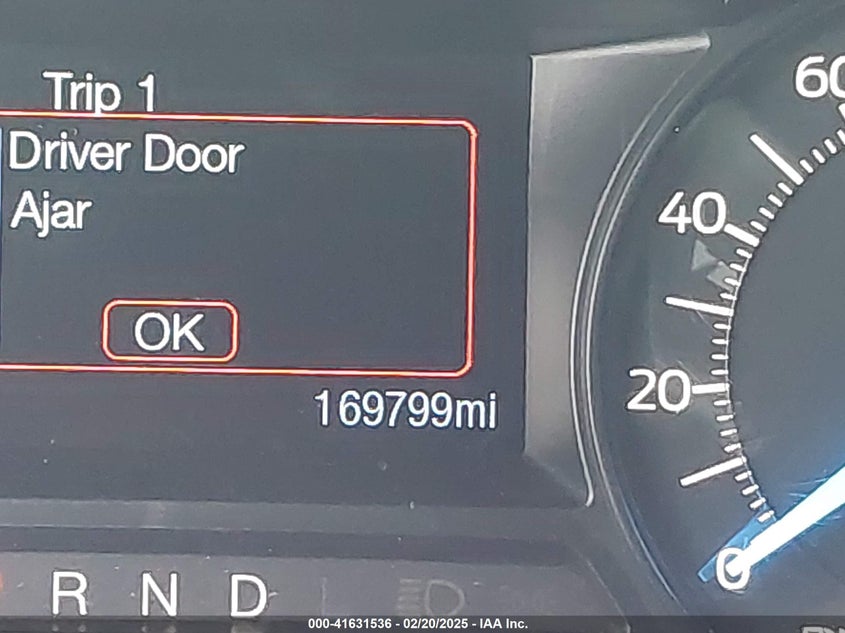 Trip 1
Driver Door
Ajar
OK
169799mi
60
40
20
0
R N D
000-41631536 - 02/20/2025 - IAA Inc.